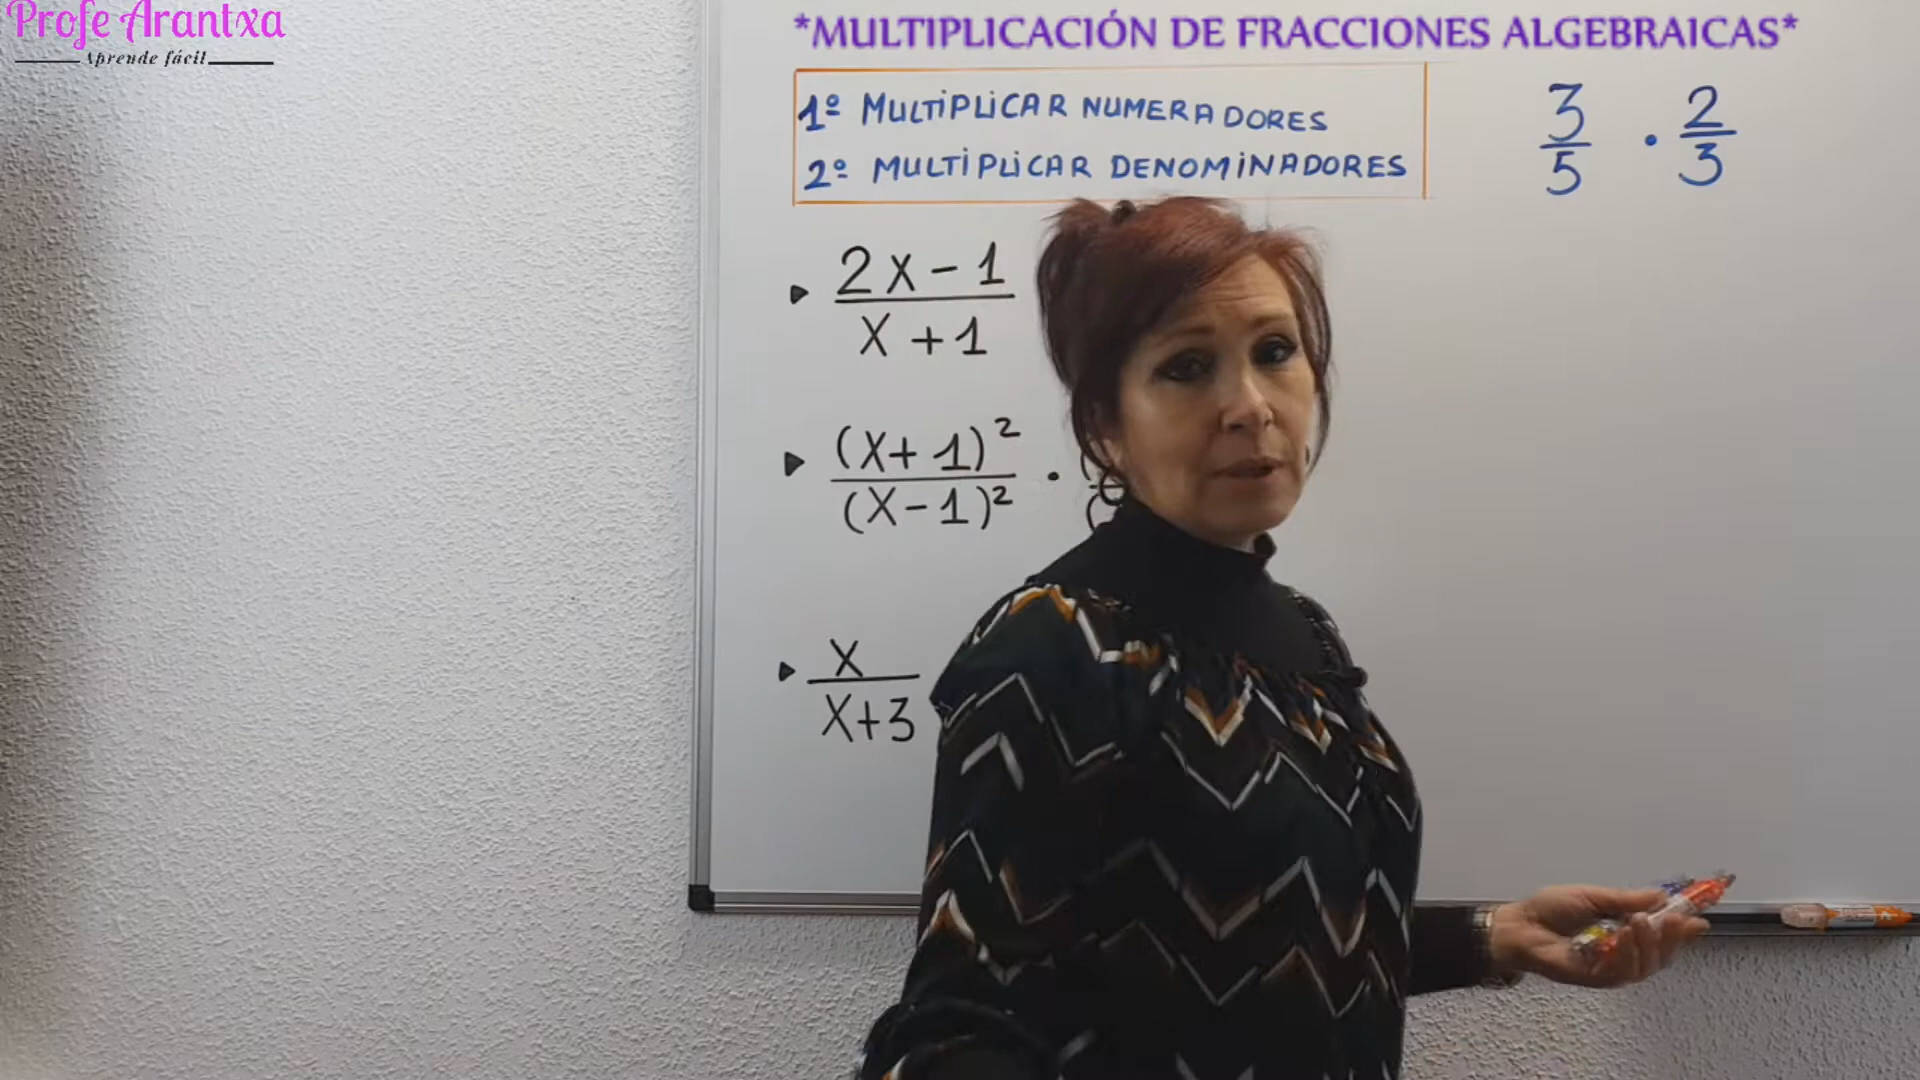 Profe Arantxa
Aprende fácil
*MULTIPLICACIÓN DE FRACCIONES ALGEBRAICAS*
1º MULTIPLICAR NUMERADORES
2º MULTIPLICAR DENOMINADORES
3/5 · 2/3
▸ 2x-1
x+1
▸ (x+1)²
(x-1)² ·
▸ x
x+3